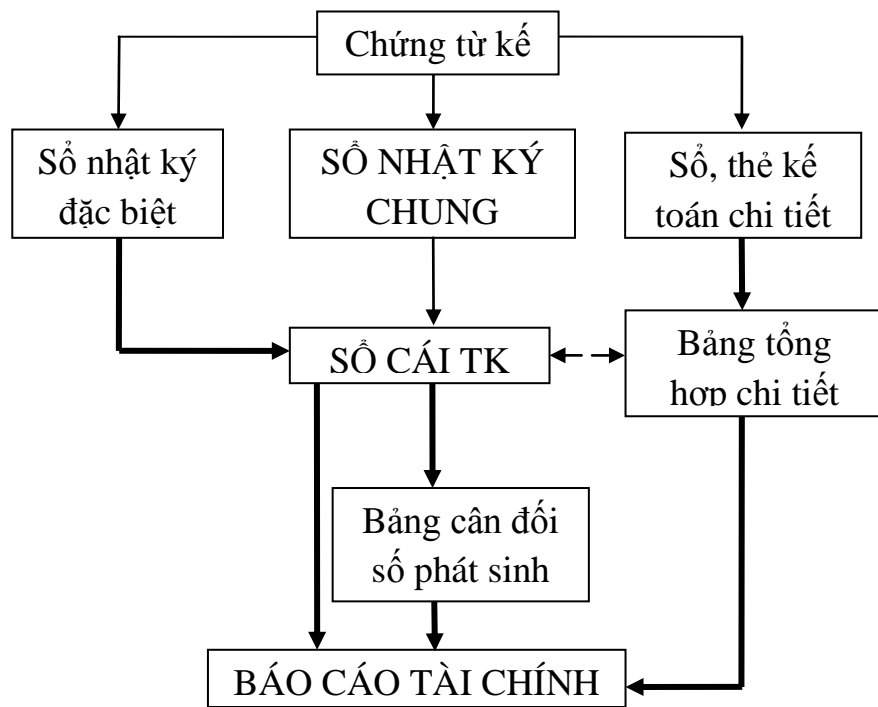 Chứng từ kế
Sổ nhật ký
đặc biệt
SỔ NHẬT KÝ
CHUNG
Sổ, thẻ kế
toán chi tiết
SỔ CÁI TK
Bảng tổng
hợp chi tiết
Bảng cân đối
số phát sinh
BÁO CÁO TÀI CHÍNH